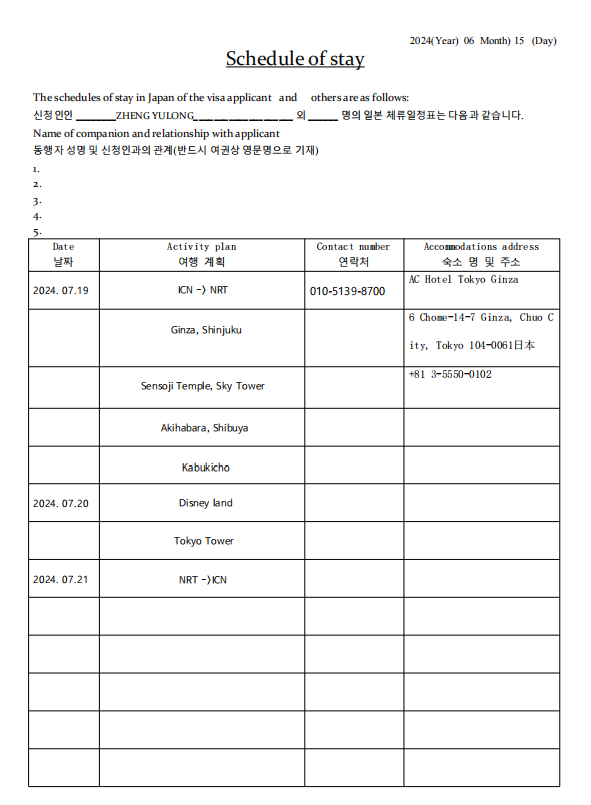 2024(Year) 06 Month) 15 (Day)
Schedule of stay
The schedules of stay in Japan of the visa applicant and others are as follows:
신청인인 ________ZHENG YULONG____________________ 외 ______ 명의 일본 체류일정표는 다음과 같습니다.
Name of companion and relationship with applicant
동행자 성명 및 신청인과의 관계(반드시 여권상 영문명으로 기재)
1.
2.
3.
4.
5.
Date Activity plan Contact number Accommodations address
날짜 여행 계획 연락처 숙소 명 및 주소
2024. 07.19 ICN -> NRT 010-5139-8700 AC Hotel Tokyo Ginza
Ginza, Shinjuku 6 Chome-14-7 Ginza, Chuo C
ity, Tokyo 104-0061日本
Sensoji Temple, Sky Tower +81 3-5550-0102
Akihabara, Shibuya
Kabukicho
2024. 07.20 Disney land
Tokyo Tower
2024. 07.21 NRT ->ICN